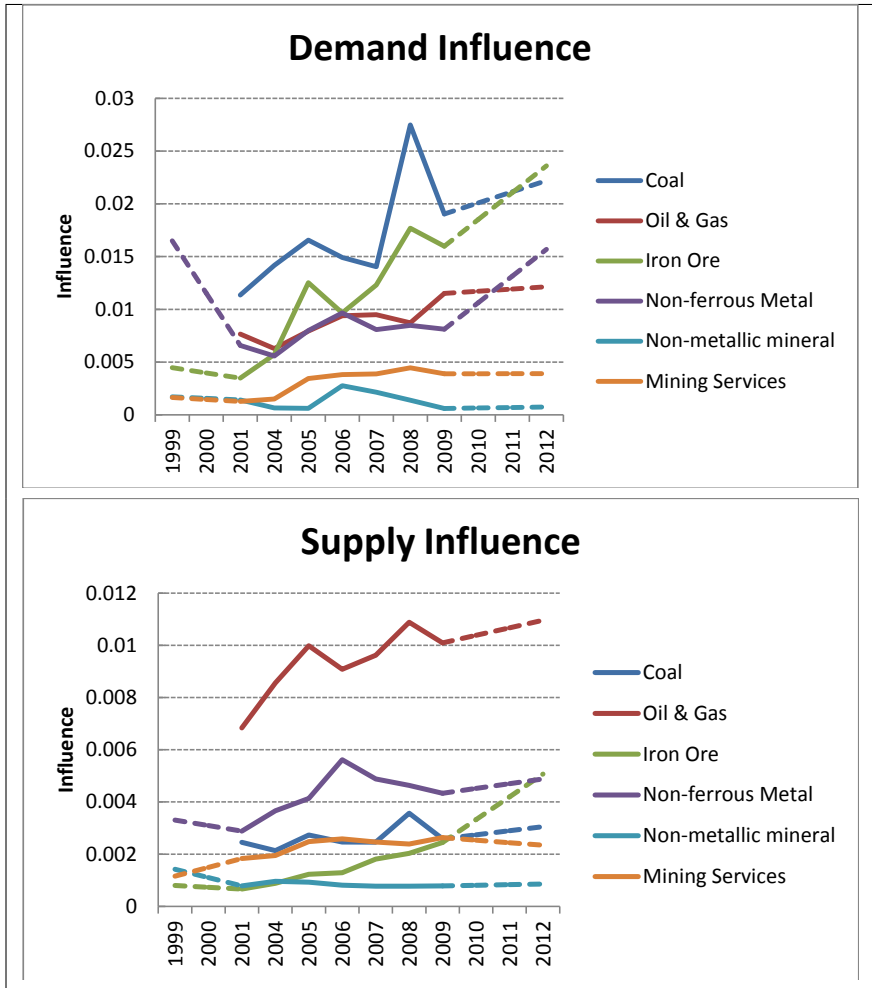 Demand Influence
0.03
0.025
0.02
0.015
0.01
0.005
0
Influence
1999
2000
2001
2004
2005
2006
2007
2008
2009
2010
2011
2012
Coal
Oil & Gas
Iron Ore
Non-ferrous Metal
Non-metallic mineral
Mining Services
Supply Influence
0.012
0.01
0.008
0.006
0.004
0.002
0
Influence
1999
2000
2001
2004
2005
2006
2007
2008
2009
2010
2011
2012
Coal
Oil & Gas
Iron Ore
Non-ferrous Metal
Non-metallic mineral
Mining Services